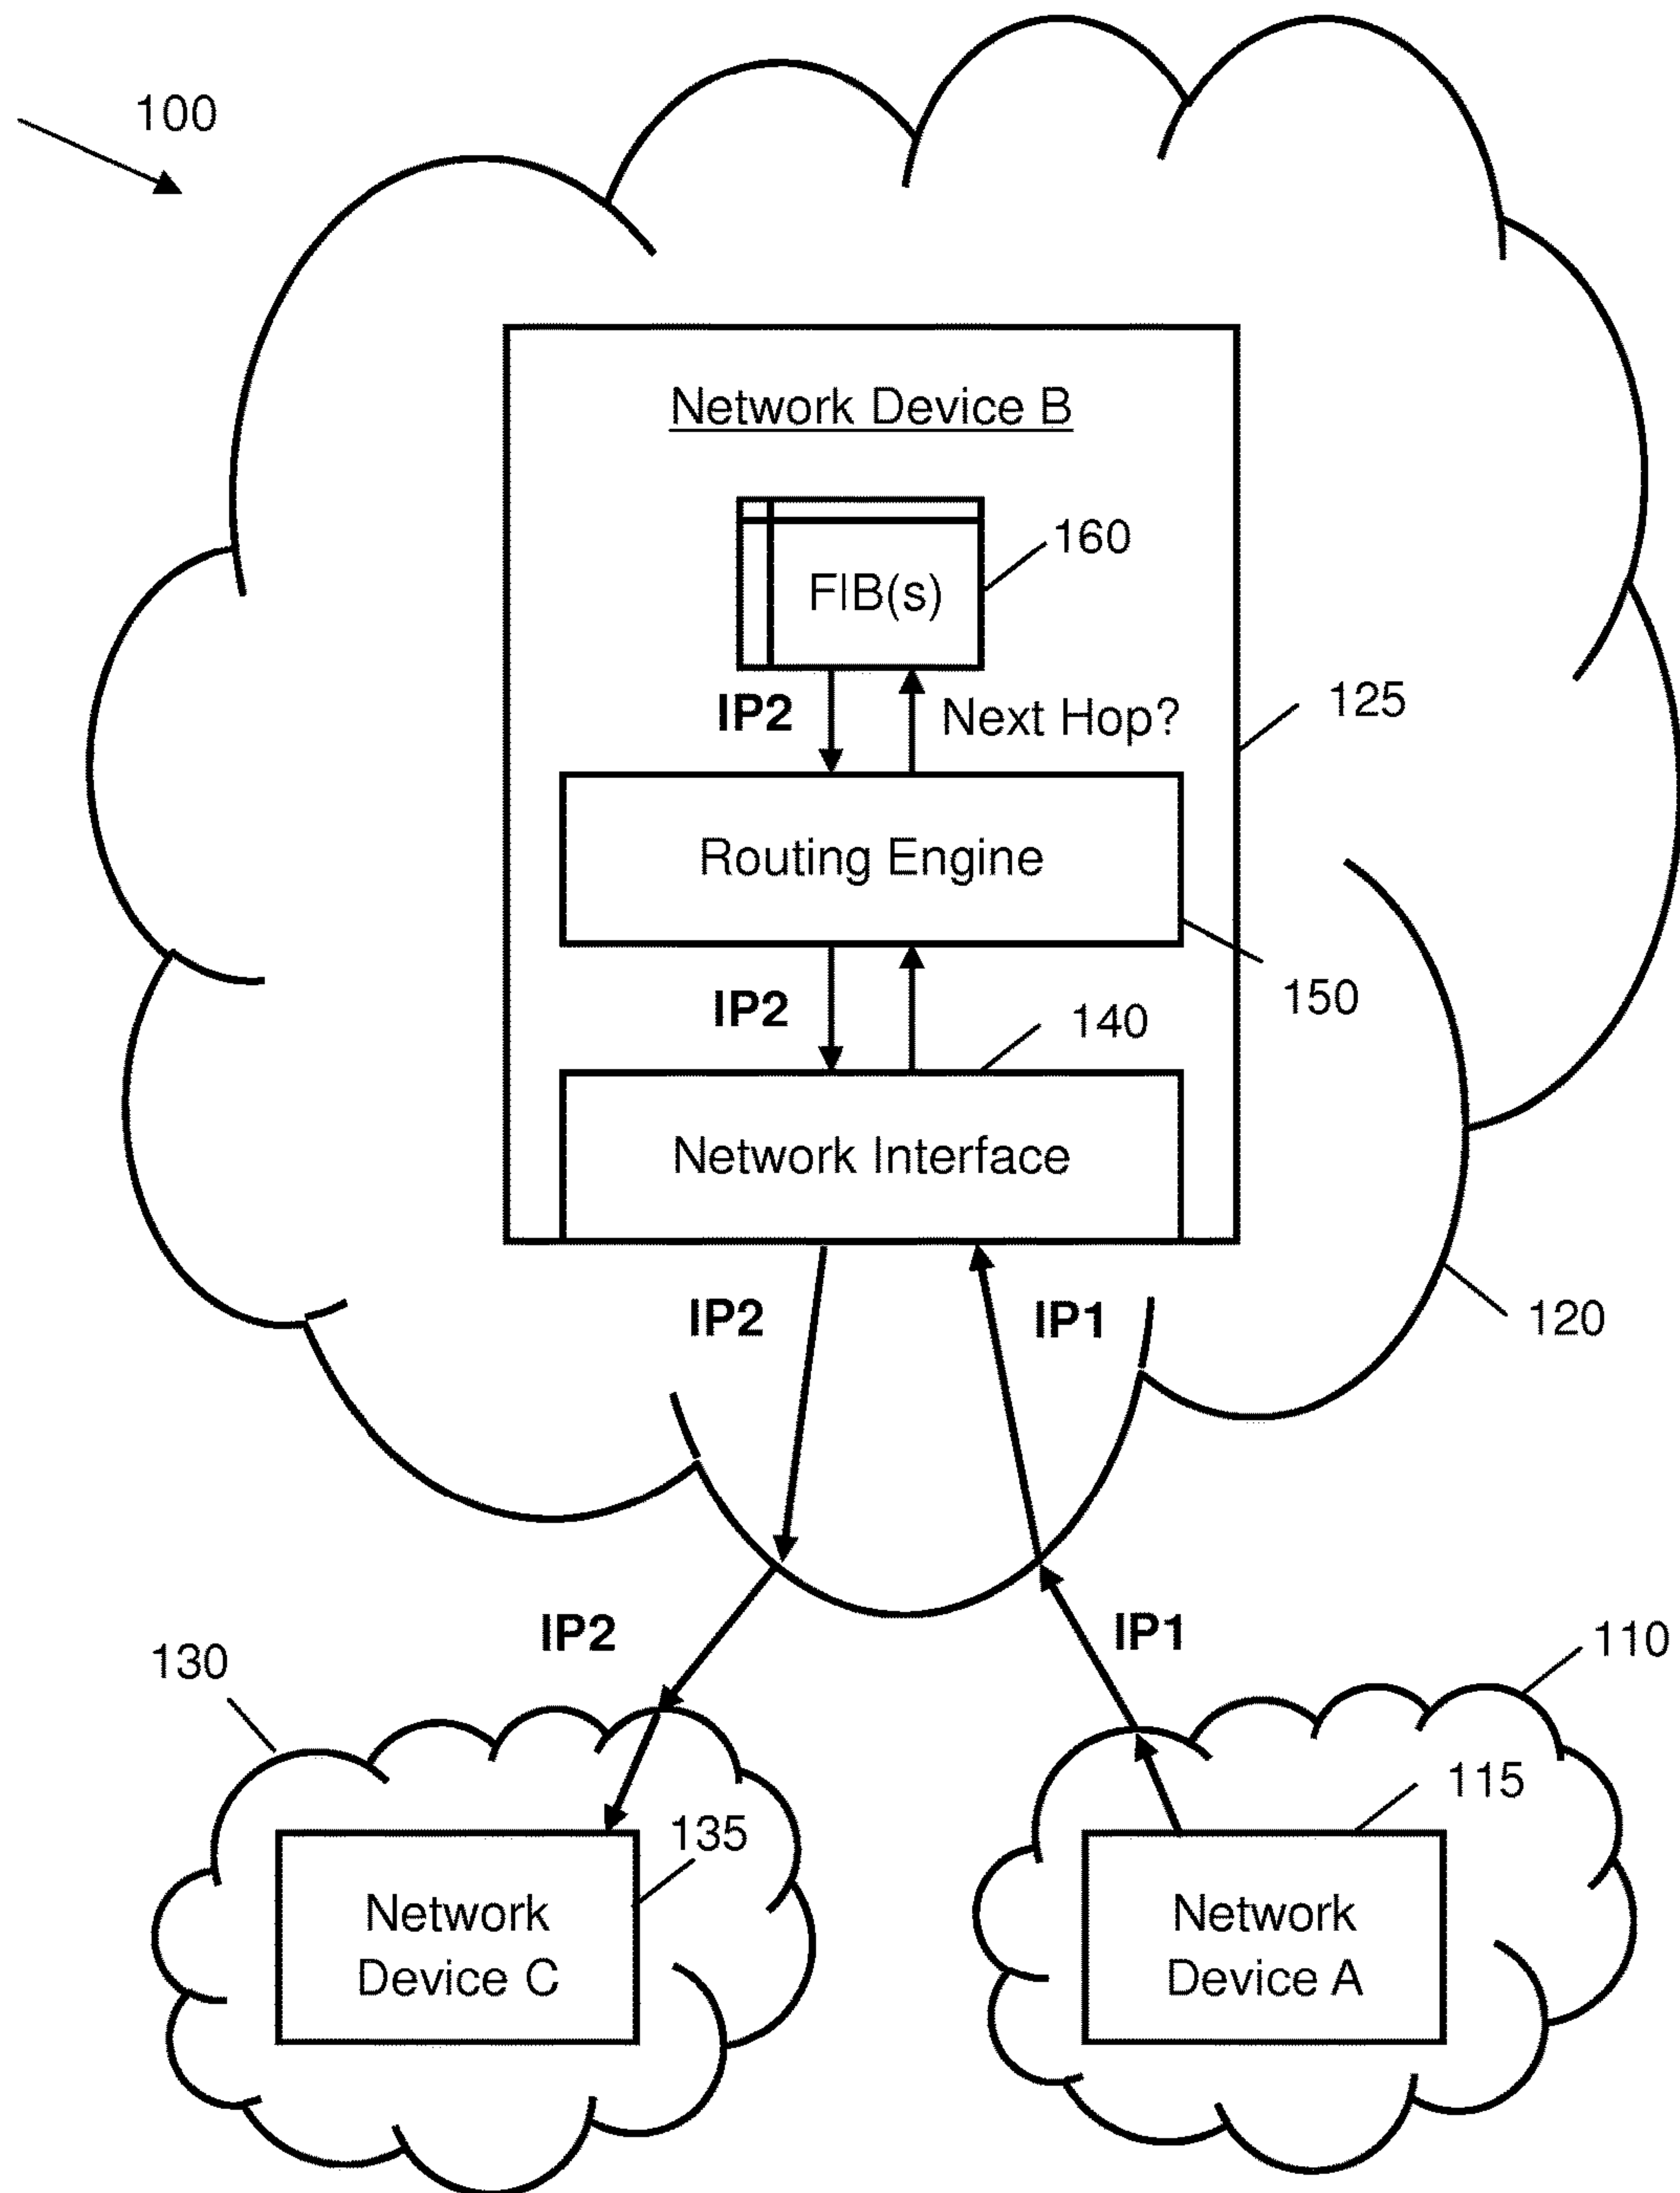 100
Network Device B
160
FIB(s)
125
IP2
Next Hop?
Routing Engine
150
IP2
140
Network Interface
IP2
IP1
120
IP2
IP1
130
110
115
135
Network
Device C
Network
Device A